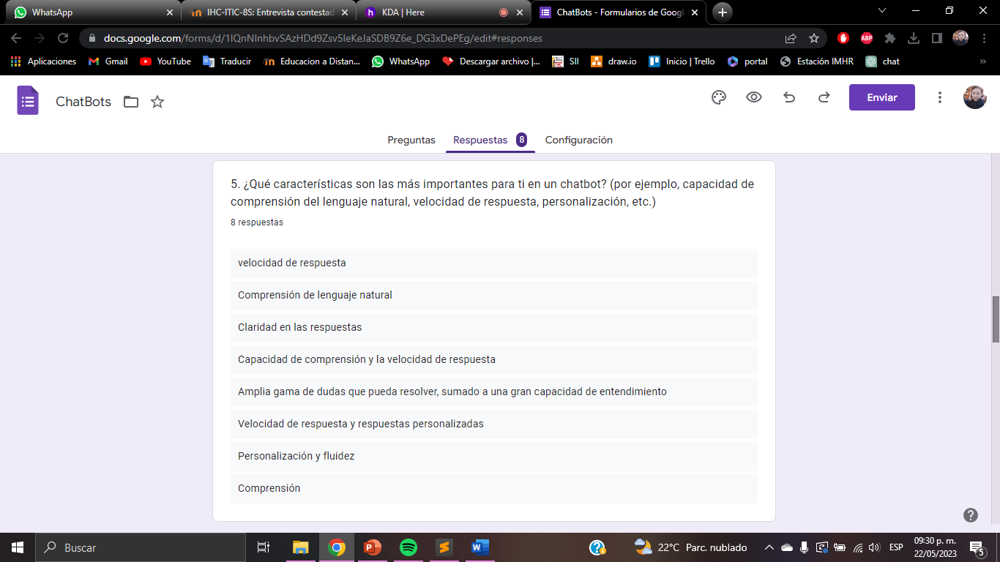 WhatsApp
IHC-ITIC-8S: Entrevista contestad
KDA | Here
ChatBots - Formularios de Googl
docs.google.com/forms/d/1IQnNInhbvSAzHDd9Zsv5IeKeJaSDB9Z6e_DG3xDePEg/edit#responses
ABP
Aplicaciones
Gmail
YouTube
Traducir
Educacion a Distan...
WhatsApp
Descargar archivo |...
SII
draw.io
Inicio | Trello
portal
Estación IMHR
chat
»
ChatBots
Enviar
Preguntas
Respuestas 8
Configuración
5. ¿Qué características son las más importantes para ti en un chatbot? (por ejemplo, capacidad de
comprensión del lenguaje natural, velocidad de respuesta, personalización, etc.)
8 respuestas
velocidad de respuesta
Comprensión de lenguaje natural
Claridad en las respuestas
Capacidad de comprensión y la velocidad de respuesta
Amplia gama de dudas que pueda resolver, sumado a una gran capacidad de entendimiento
Velocidad de respuesta y respuestas personalizadas
Personalización y fluidez
Comprensión
Buscar
22°C Parc. nublado
ESP
09:30 p. m.
22/05/2023
5